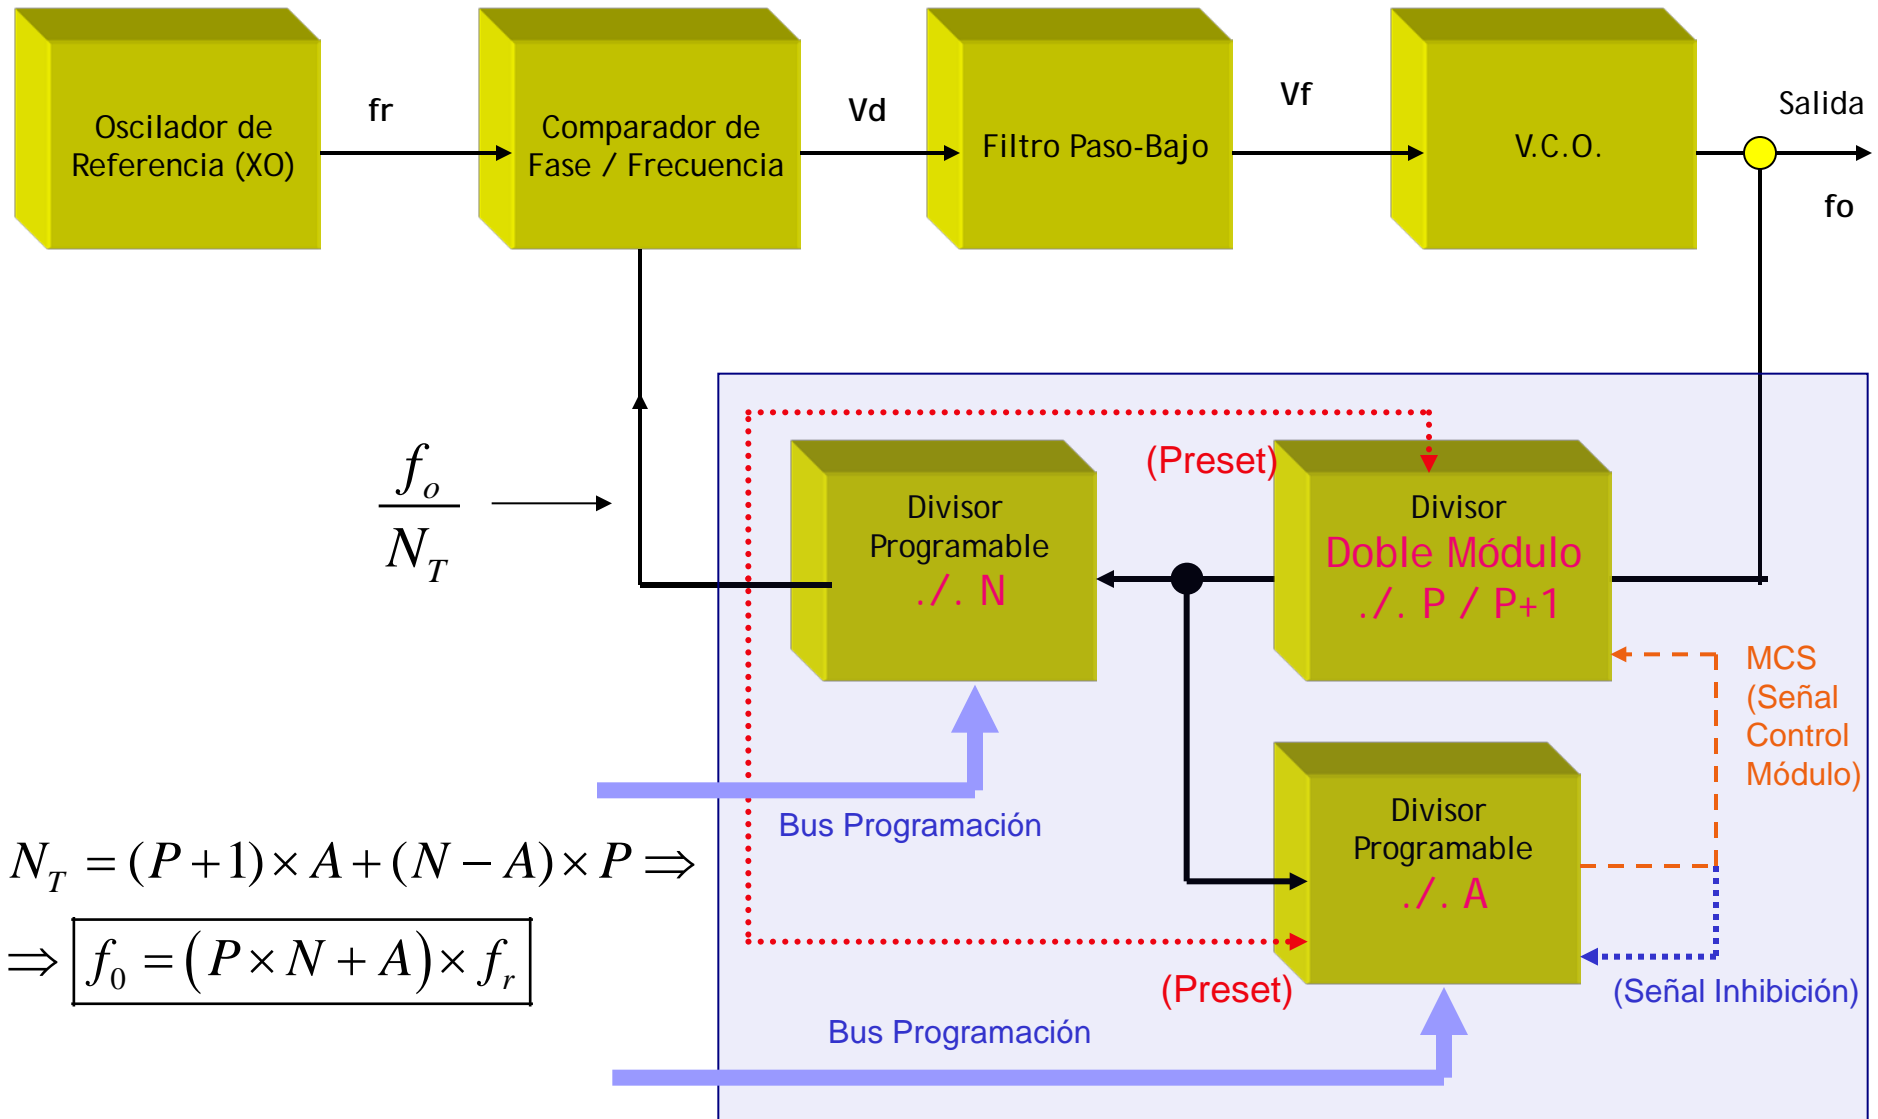 Oscilador de
Referencia (XO)
fr
Comparador de
Fase / Frecuencia
Vd
Filtro Paso-Bajo
Vf
V.C.O.
Salida
fo
f_o
N_T
(Preset)
Divisor
Programable
./. N
Divisor
Doble Módulo
./. P / P+1
MCS
(Señal
Control
Módulo)
Bus Programación
Divisor
Programable
./. A
N_T = (P+1)×A+(N−A)×P ⇒
⇒ f_0 = (P×N+A)×f_r
(Preset)
(Señal Inhibición)
Bus Programación